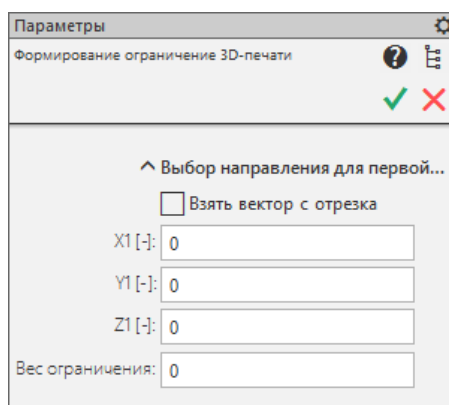 Параметры
Формирование ограничение 3D-печати
Выбор направления для первой...
Взять вектор с отрезка
X1 [-]: 0
Y1 [-]: 0
Z1 [-]: 0
Вес ограничения: 0